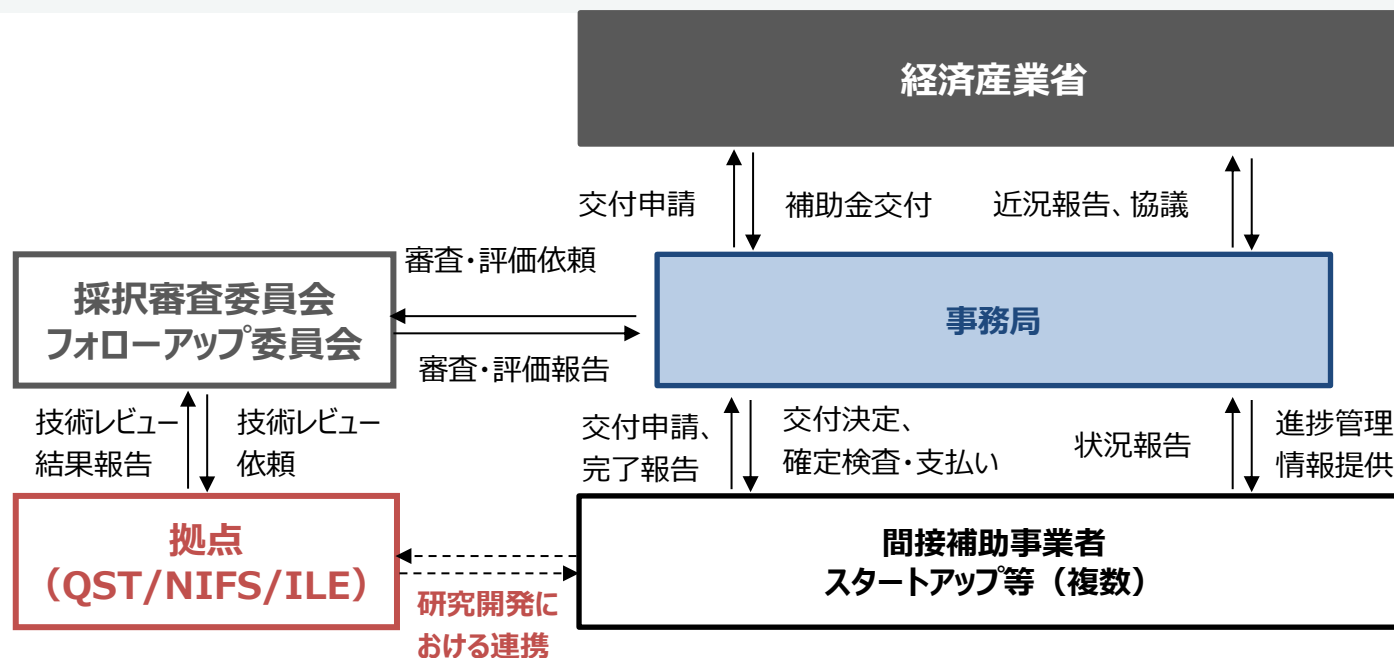 経済産業省
交付申請
補助金交付
近況報告、協議
審査・評価依頼
採択審査委員会
フォローアップ委員会
事務局
審査・評価報告
技術レビュー
結果報告
技術レビュー
依頼
交付申請、
完了報告
交付決定、
確定検査・支払い
状況報告
進捗管理
情報提供
拠点
（QST/NIFS/ILE）
間接補助事業者
スタートアップ等（複数）
研究開発に
おける連携